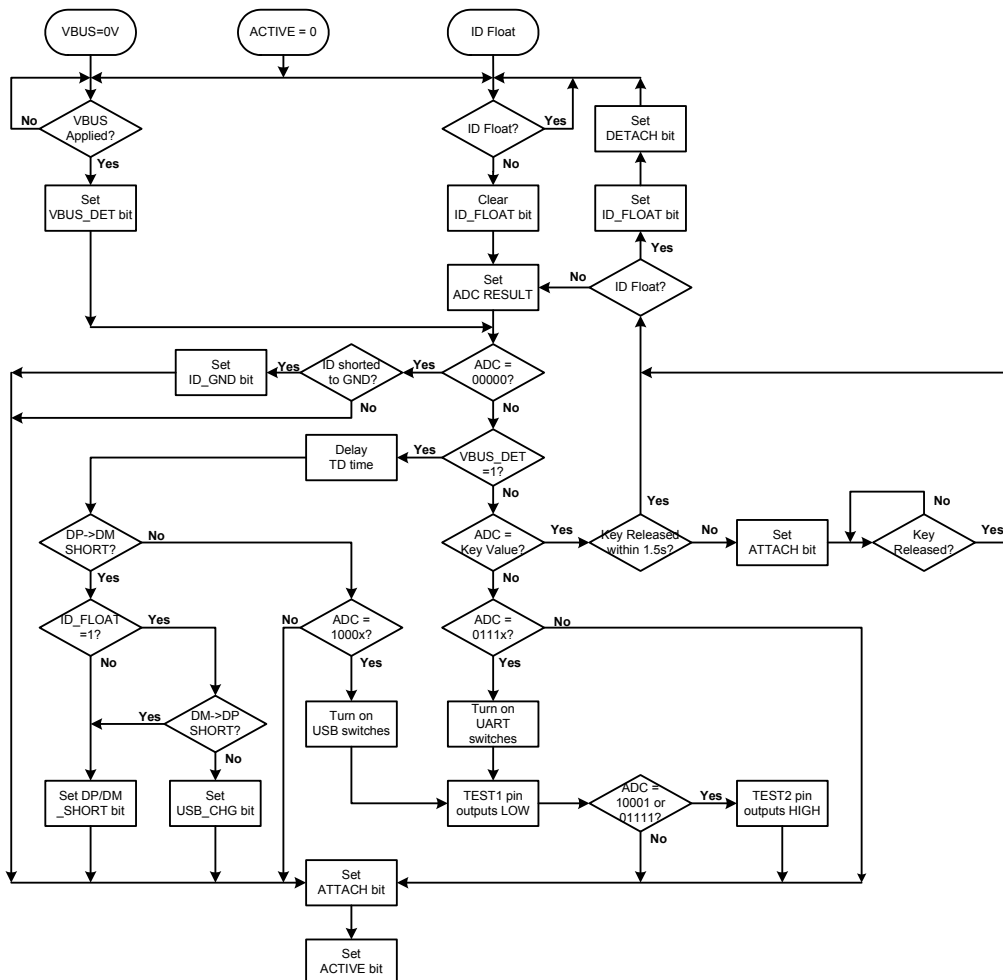 VBUS=0V
ACTIVE = 0
ID Float
No
VBUS
Applied?
Yes
ID Float?
Yes
No
Set
DETACH bit
Set
VBUS_DET bit
Clear
ID_FLOAT bit
Set
ID_FLOAT bit
Yes
Set
ADC RESULT
No
ID Float?
Set
ID_GND bit
Yes
ID shorted
to GND?
Yes
ADC =
00000?
No
No
Delay
TD time
Yes
VBUS_DET
=1?
No
Yes
No
Yes
DP->DM
SHORT?
No
ADC =
Key Value?
Yes
Key Released
within 1.5s?
No
Set
ATTACH bit
Key
Released?
Yes
No
ID_FLOAT
=1?
Yes
No
No
ADC =
1000x?
Yes
ADC =
0111x?
No
Yes
Yes
DM->DP
SHORT?
No
Turn on
USB switches
Turn on
UART
switches
Set DP/DM
_SHORT bit
Set
USB_CHG bit
TEST1 pin
outputs LOW
ADC =
10001 or
01111?
Yes
No
TEST2 pin
outputs HIGH
Set
ATTACH bit
Set
ACTIVE bit